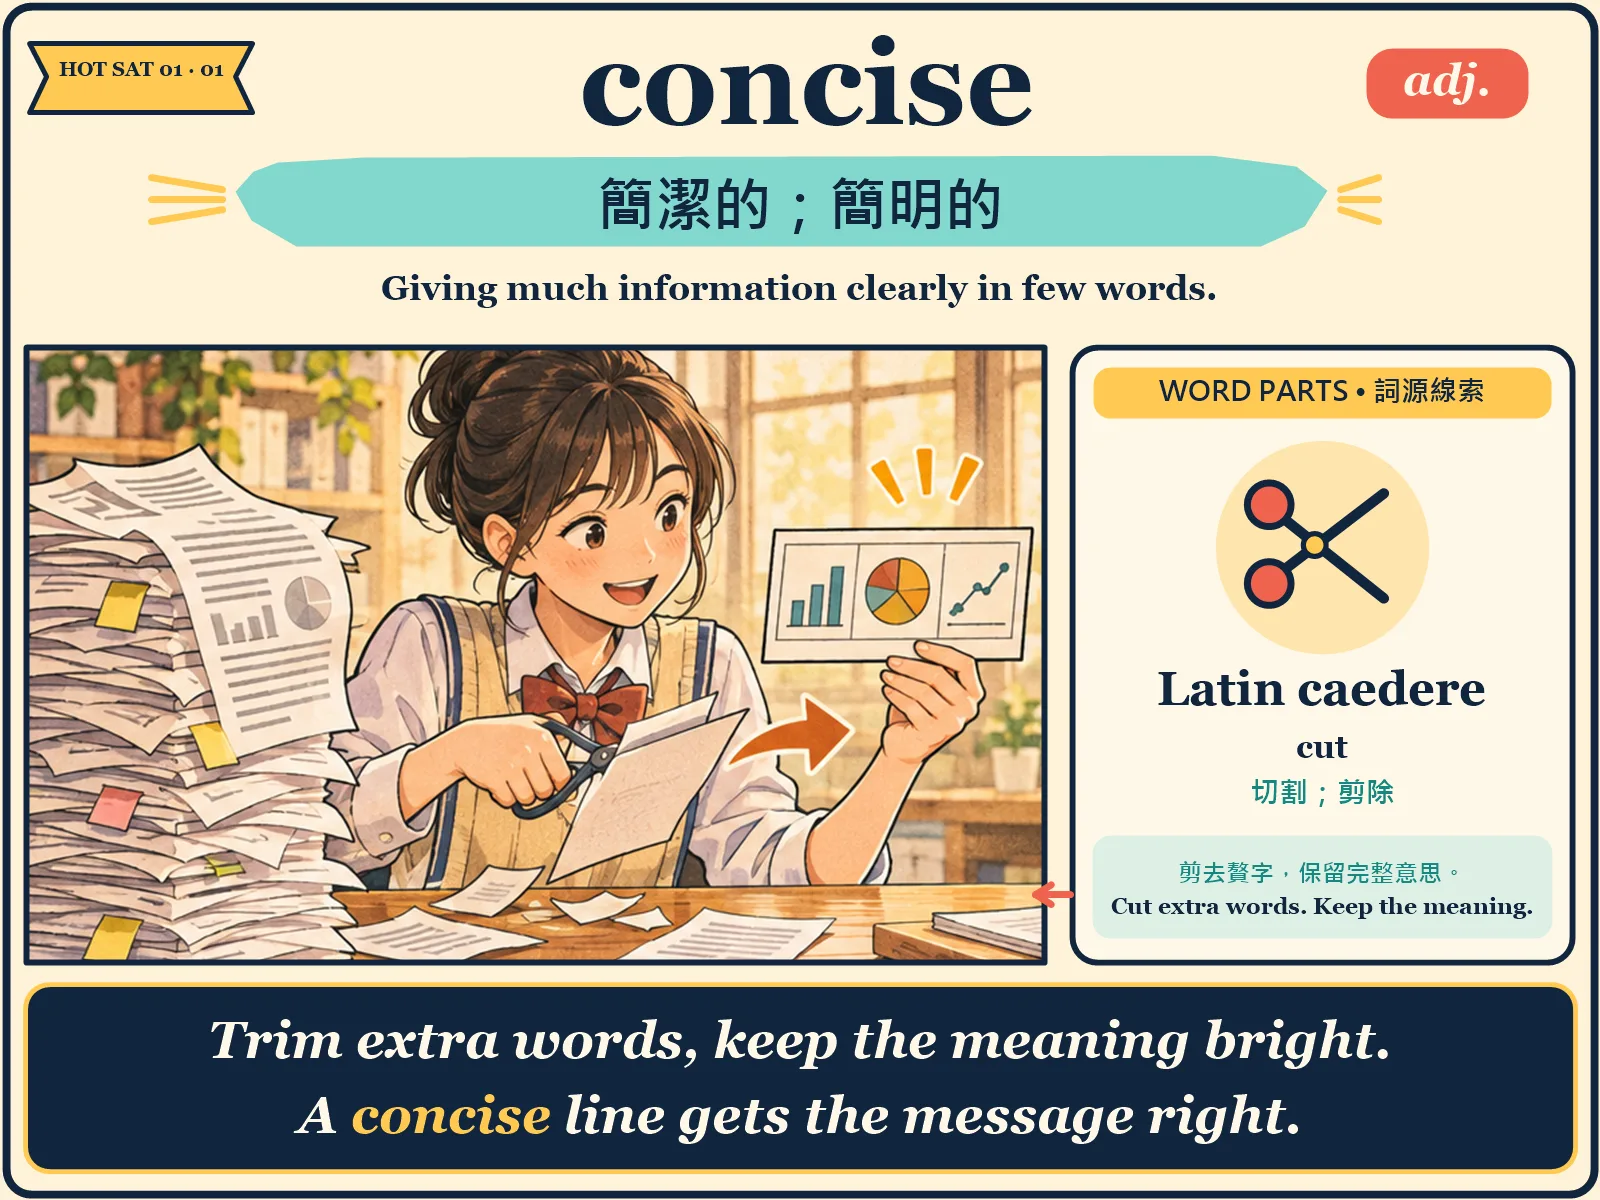 HOT SAT 01 · 01
concise
adj.
簡潔的；簡明的
Giving much information clearly in few words.
WORD PARTS • 詞源線索
Latin caedere
cut
切割；剪除
剪去贅字，保留完整意思。
Cut extra words. Keep the meaning.
Trim extra words, keep the meaning bright.
A concise line gets the message right.